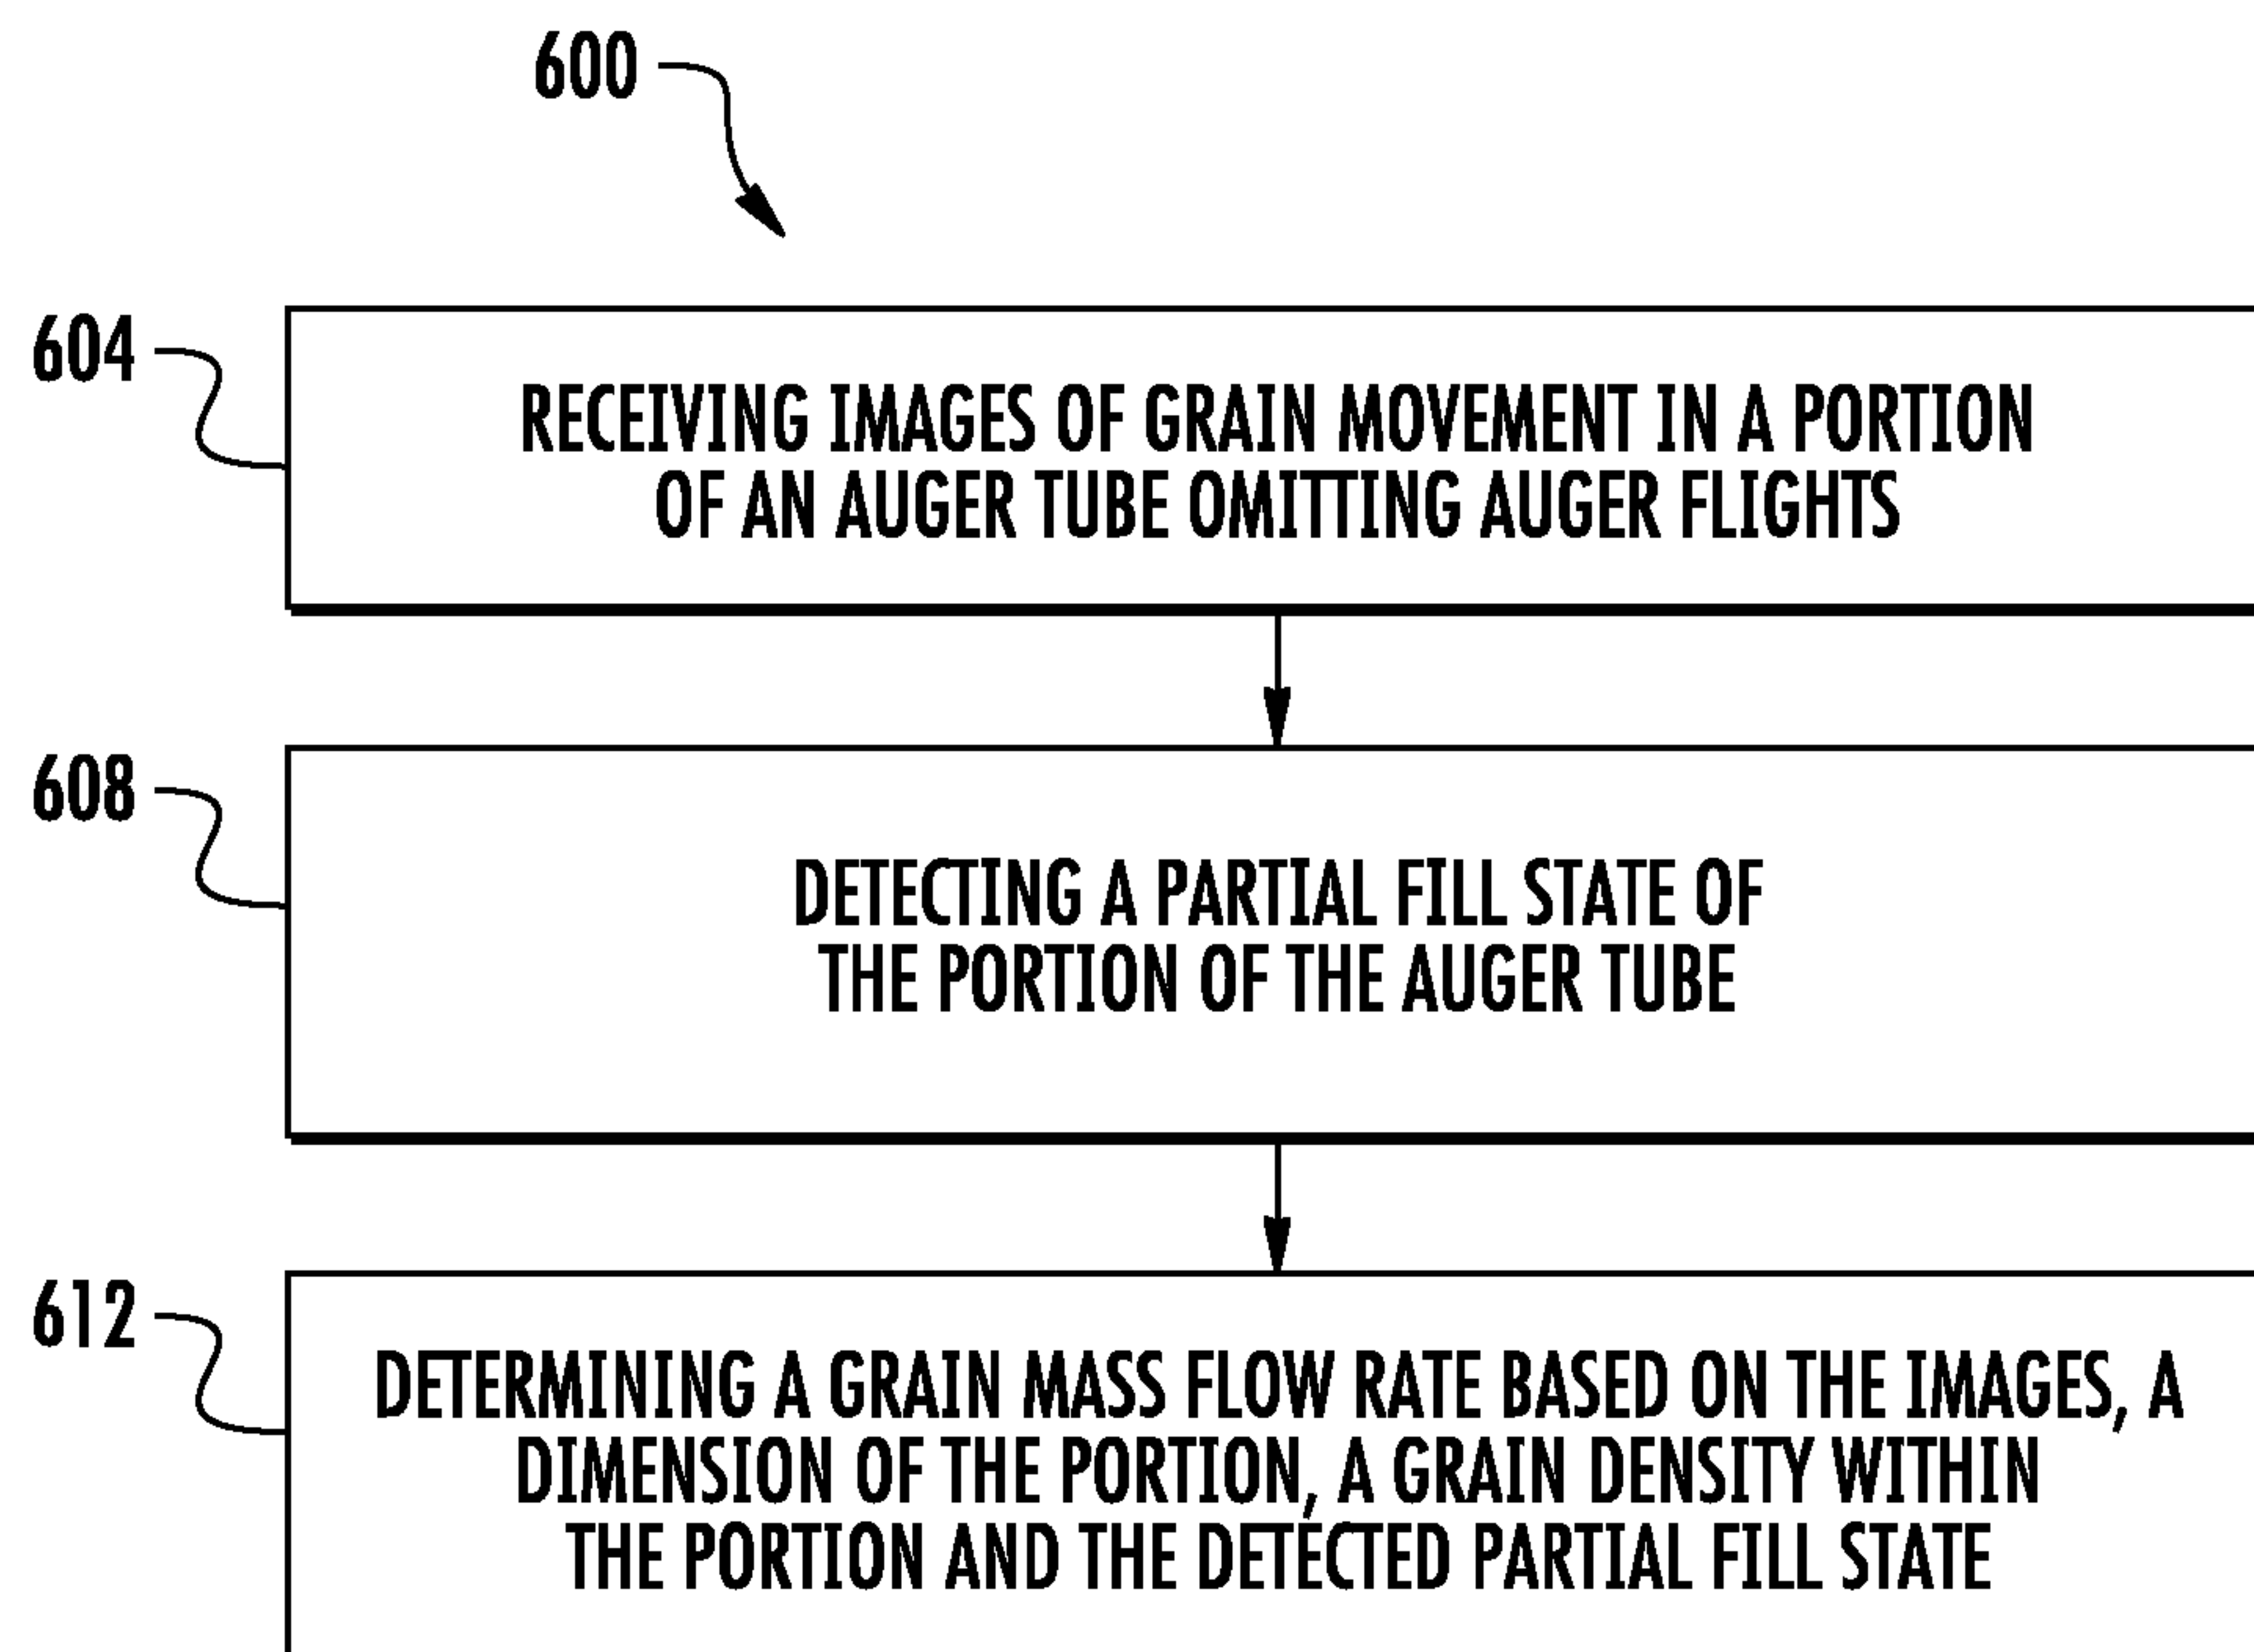 600
604
RECEIVING IMAGES OF GRAIN MOVEMENT IN A PORTION
OF AN AUGER TUBE OMITTING AUGER FLIGHTS
608
DETECTING A PARTIAL FILL STATE OF
THE PORTION OF THE AUGER TUBE
612
DETERMINING A GRAIN MASS FLOW RATE BASED ON THE IMAGES, A
DIMENSION OF THE PORTION, A GRAIN DENSITY WITHIN
THE PORTION AND THE DETECTED PARTIAL FILL STATE